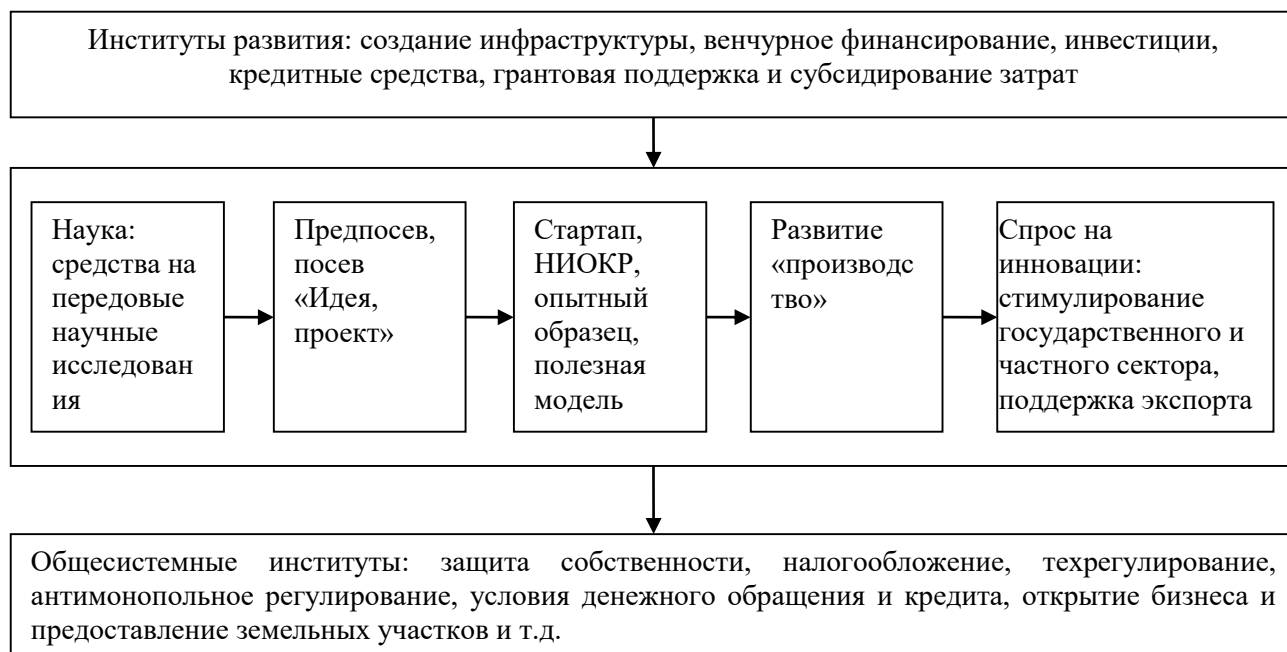 Институты развития: создание инфраструктуры, венчурное финансирование, инвестиции,
кредитные средства, грантовая поддержка и субсидирование затрат
Наука:
средства на
передовые
научные
исследован
ия
Предпосев,
посев
«Идея,
проект»
Стартап,
НИОКР,
опытный
образец,
полезная
модель
Развитие
«производс
тво»
Спрос на
инновации:
стимулирование
государственного и
частного сектора,
поддержка экспорта
Общесистемные институты: защита собственности, налогообложение, техрегулирование,
антимонопольное регулирование, условия денежного обращения и кредита, открытие бизнеса и
предоставление земельных участков и т.д.